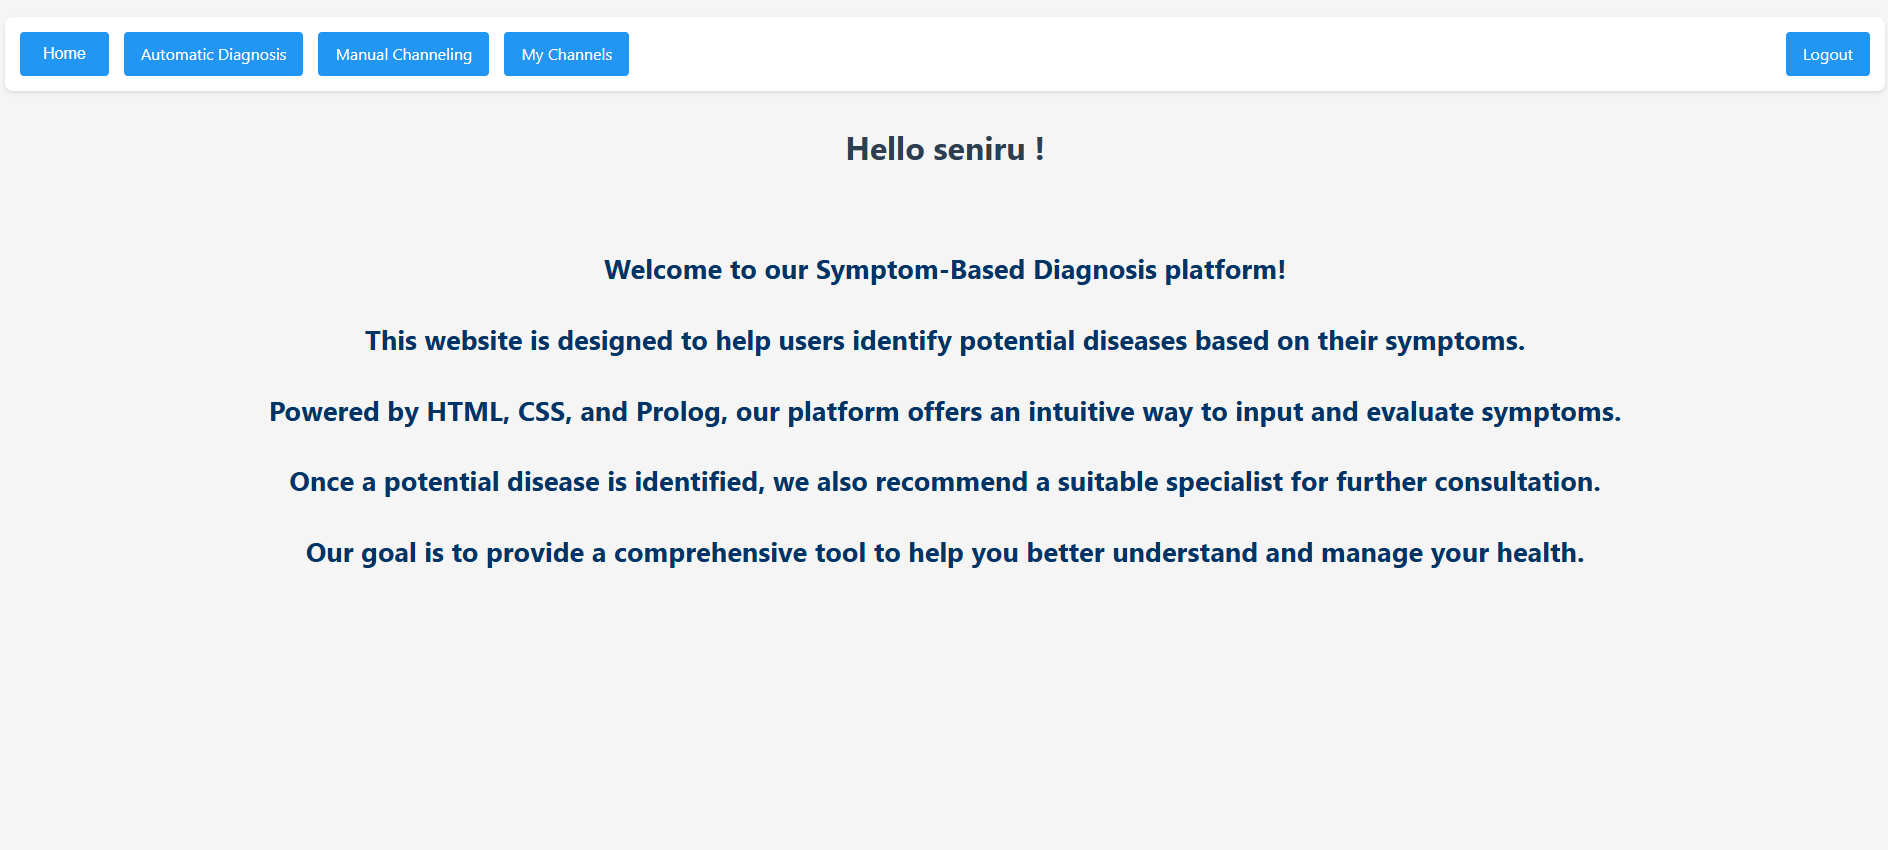 Home Automatic Diagnosis Manual Channeling My Channels Logout
Hello seniru !
Welcome to our Symptom-Based Diagnosis platform!
This website is designed to help users identify potential diseases based on their symptoms.
Powered by HTML, CSS, and Prolog, our platform offers an intuitive way to input and evaluate symptoms.
Once a potential disease is identified, we also recommend a suitable specialist for further consultation.
Our goal is to provide a comprehensive tool to help you better understand and manage your health.